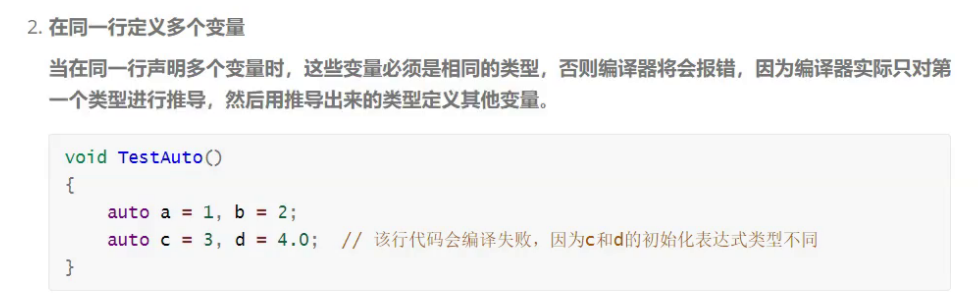 2. 在同一行定义多个变量
当在同一行声明多个变量时，这些变量必须是相同的类型，否则编译器将会报错，因为编译器实际只对第
一个类型进行推导，然后用推导出来的类型定义其他变量。
void TestAuto()
{
    auto a = 1, b = 2;
    auto c = 3, d = 4.0;  // 该行代码会编译失败，因为c和d的初始化表达式类型不同
}